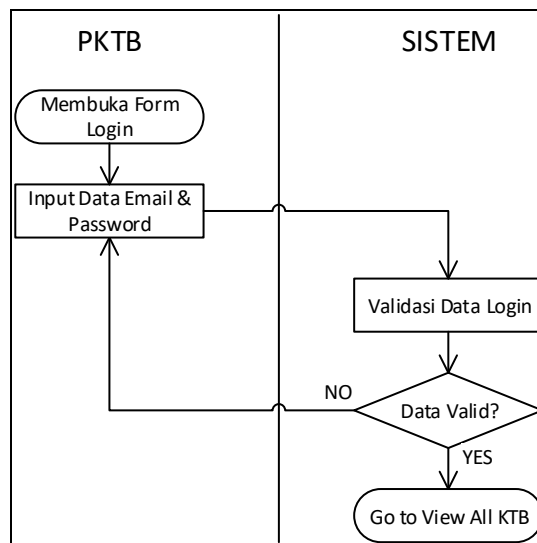 PKTB
SISTEM
Membuka Form
Login
Input Data Email &
Password
Validasi Data Login
NO
Data Valid?
YES
Go to View All KTB